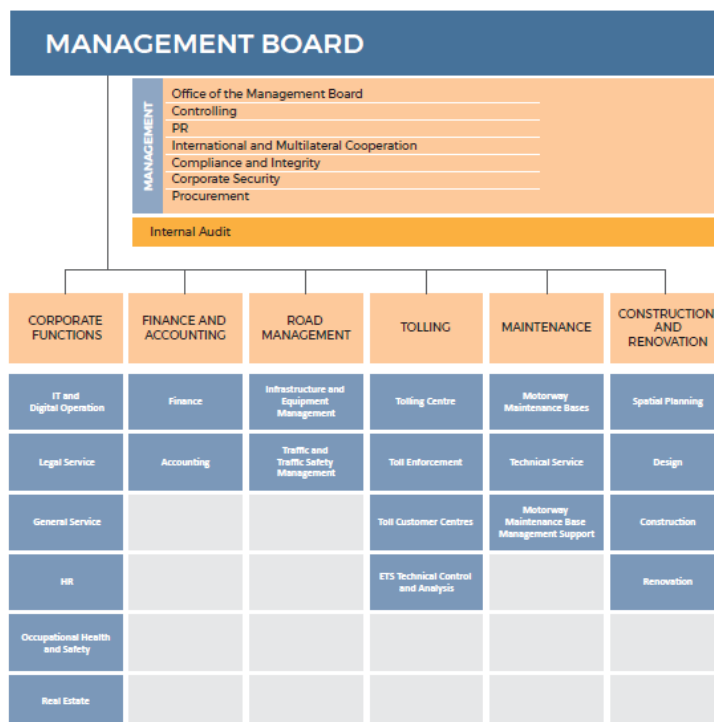 MANAGEMENT BOARD
MANAGEMENT
Office of the Management Board
Controlling
PR
International and Multilateral Cooperation
Compliance and Integrity
Corporate Security
Procurement
Internal Audit
CORPORATE
FUNCTIONS
FINANCE AND
ACCOUNTING
ROAD
MANAGEMENT
TOLLING
MAINTENANCE
CONSTRUCTION
AND
RENOVATION
IT and
Digital Operation
Finance
Infrastructure and
Equipment
Management
Tolling Centre
Motorway
Maintenance Bases
Spatial Planning
Legal Service
Accounting
Traffic and
Traffic Safety
Management
Toll Enforcement
Technical Service
Design
General Service
Toll Customer Centres
Motorway
Maintenance Base
Management Support
Construction
HR
ETS Technical Control
and Analysis
Renovation
Occupational Health
and Safety
Real Estate